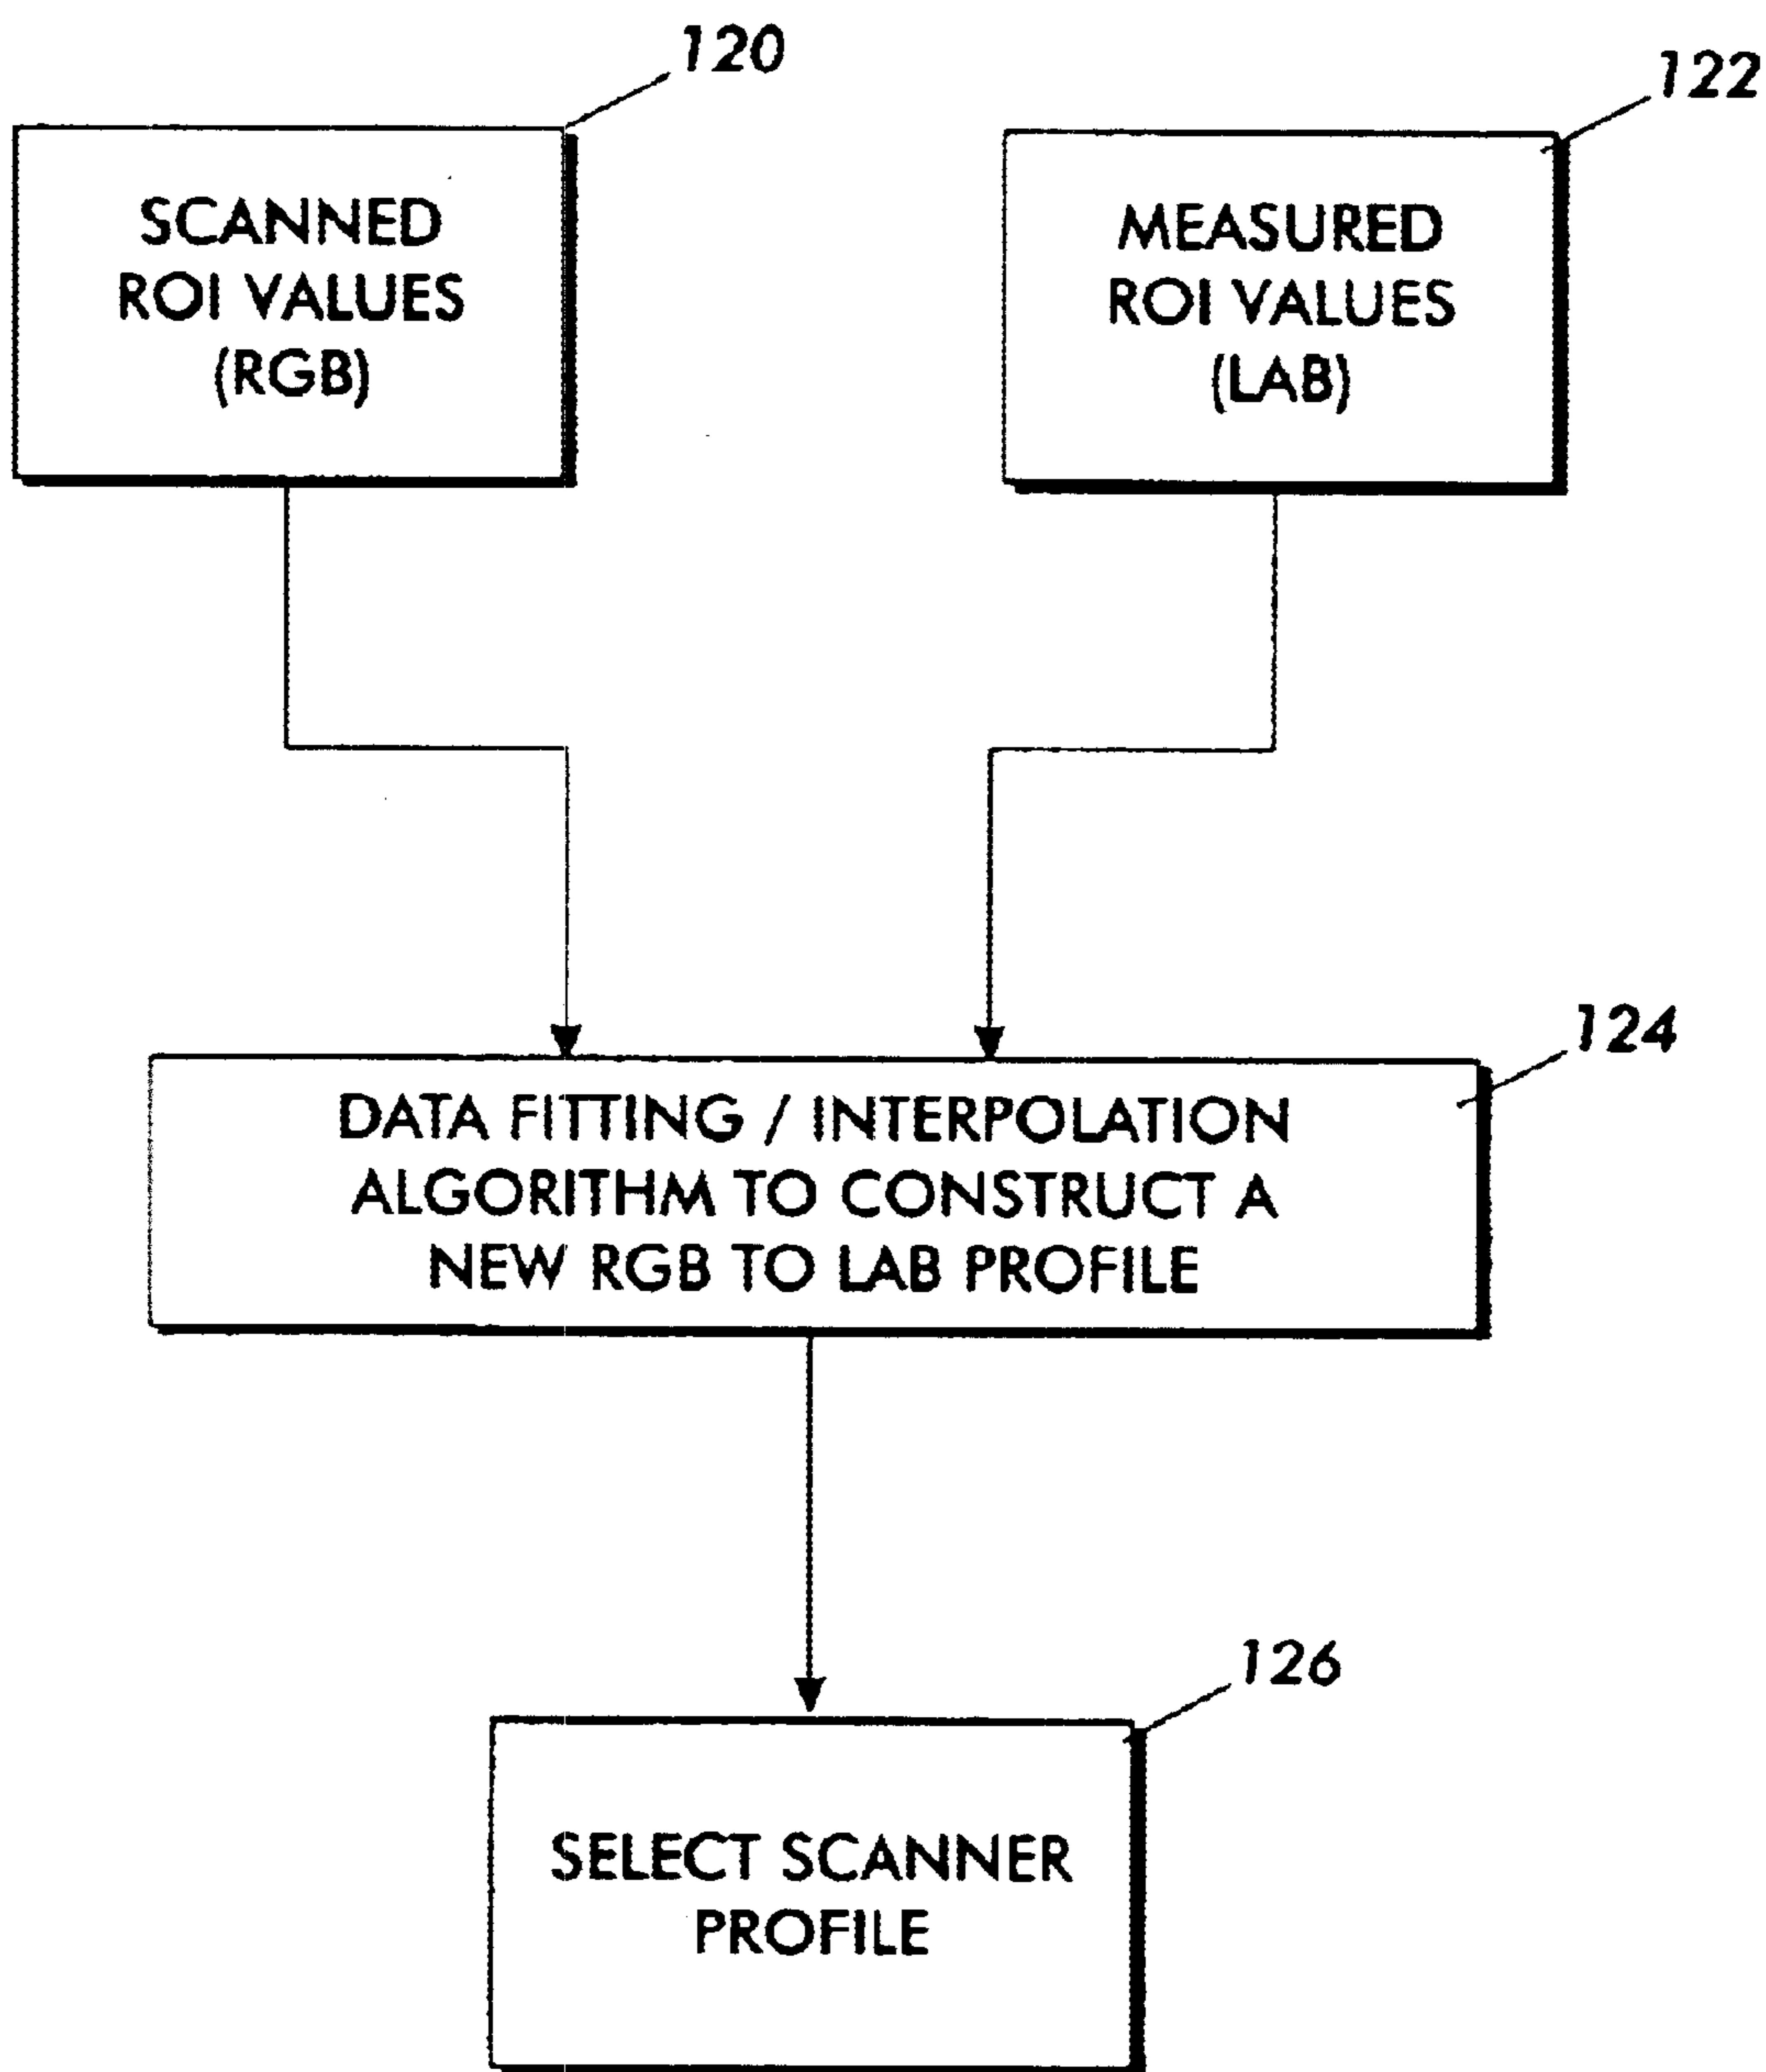 120
122
SCANNED
ROI VALUES
(RGB)
MEASURED
ROI VALUES
(LAB)
124
DATA FITTING / INTERPOLATION
ALGORITHM TO CONSTRUCT A
NEW RGB TO LAB PROFILE
126
SELECT SCANNER
PROFILE